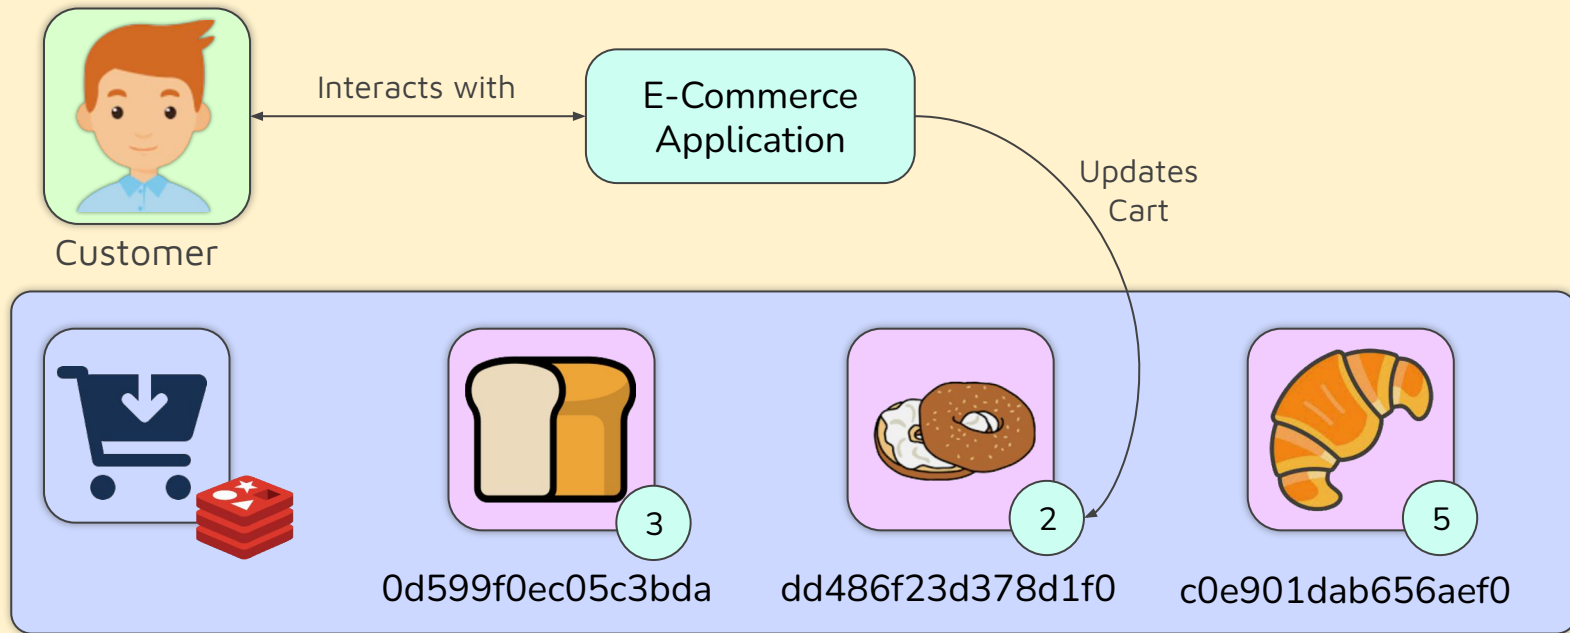 Interacts with
E-Commerce
Application
Updates
Cart
Customer
3
2
5
0d599f0ec05c3bda
dd486f23d378d1f0
c0e901dab656aef0